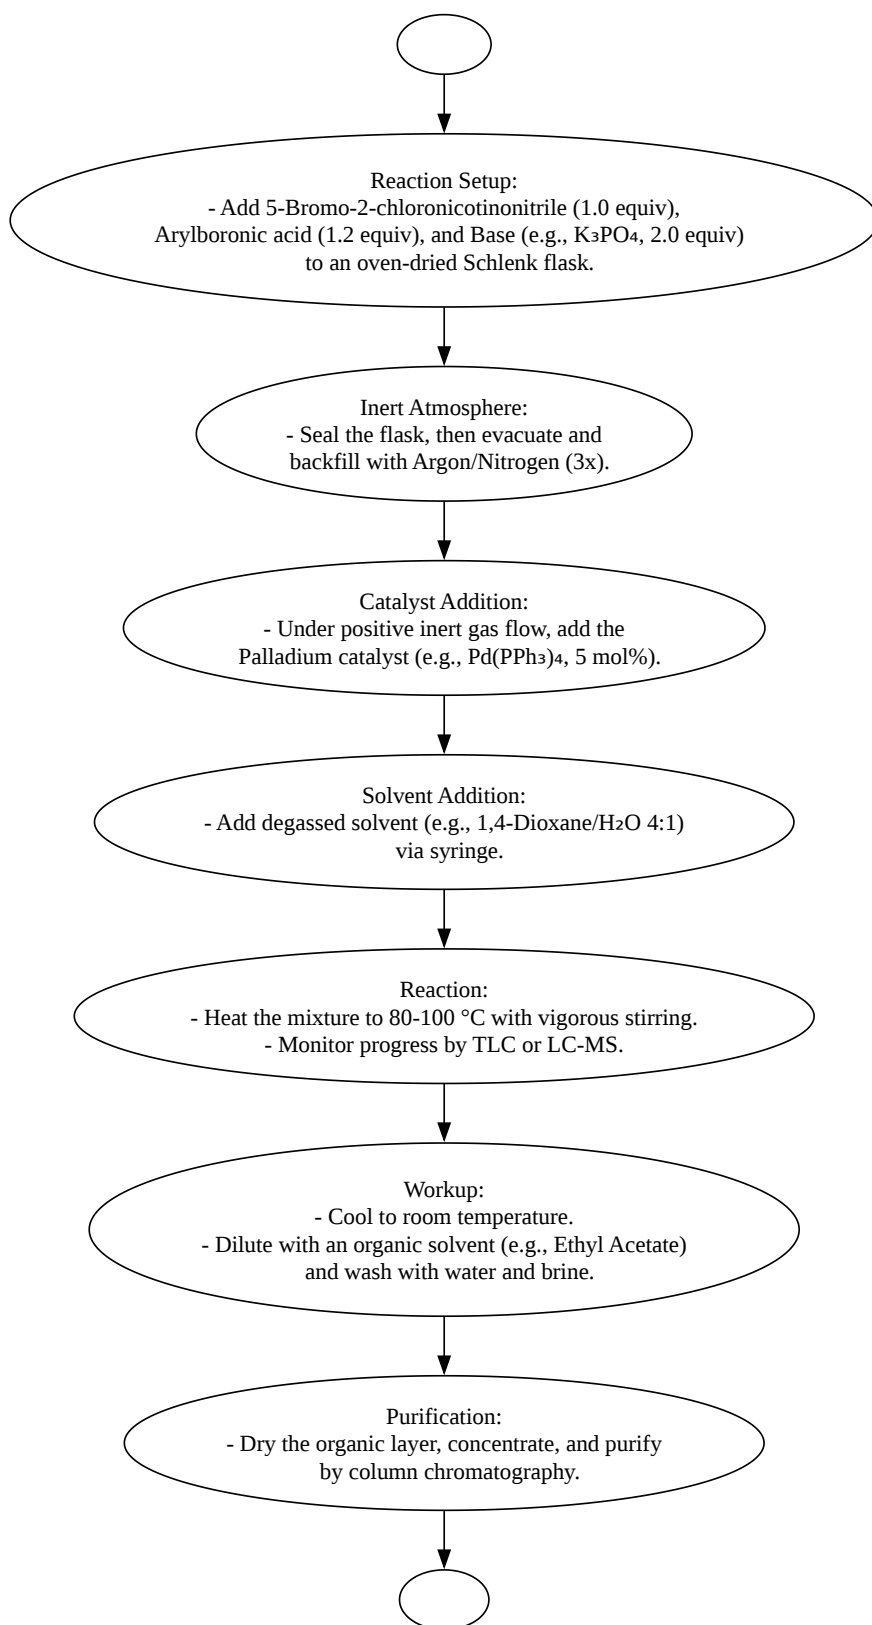 Reaction Setup:
- Add 5-Bromo-2-chloronicotinonitrile (1.0 equiv),
Arylboronic acid (1.2 equiv), and Base (e.g., K₃PO₄, 2.0 equiv)
to an oven-dried Schlenk flask.
Inert Atmosphere:
- Seal the flask, then evacuate and
backfill with Argon/Nitrogen (3x).
Catalyst Addition:
- Under positive inert gas flow, add the
Palladium catalyst (e.g., Pd(PPh₃)₄, 5 mol%).
Solvent Addition:
- Add degassed solvent (e.g., 1,4-Dioxane/H₂O 4:1)
via syringe.
Reaction:
- Heat the mixture to 80-100 °C with vigorous stirring.
- Monitor progress by TLC or LC-MS.
Workup:
- Cool to room temperature.
- Dilute with an organic solvent (e.g., Ethyl Acetate)
and wash with water and brine.
Purification:
- Dry the organic layer, concentrate, and purify
by column chromatography.